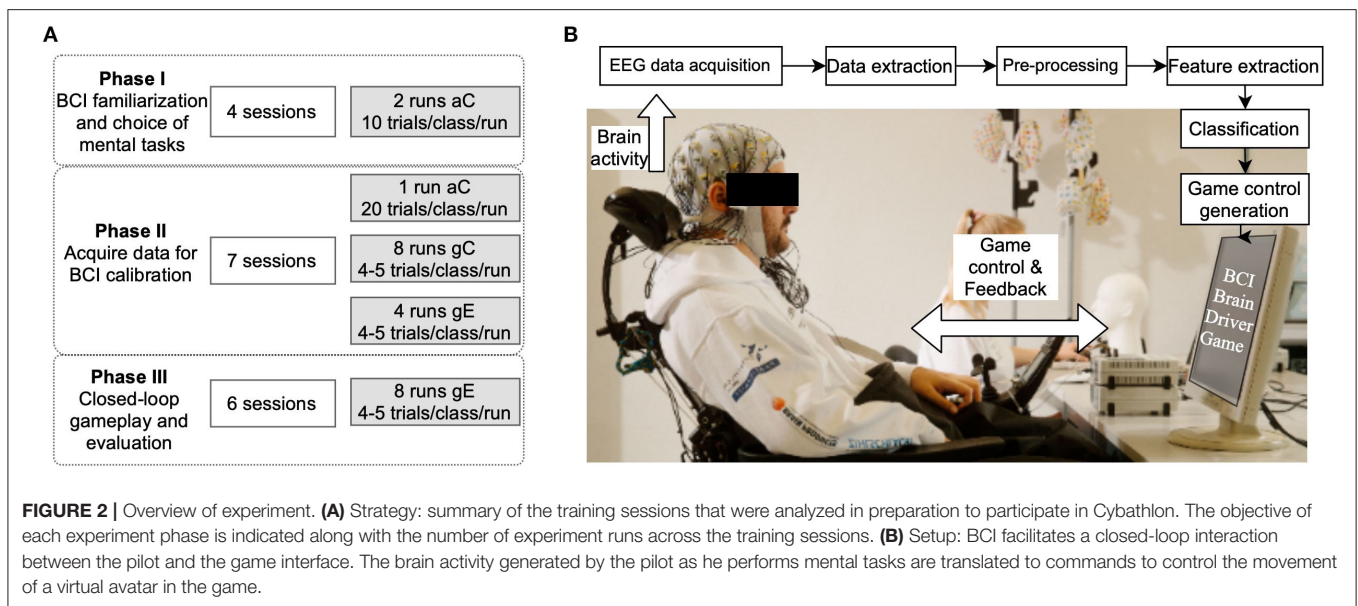 A
Phase I
BCI familiarization
and choice of
mental tasks
4 sessions
2 runs aC
10 trials/class/run
Phase II
Acquire data for
BCI calibration
7 sessions
1 run aC
20 trials/class/run
8 runs gC
4-5 trials/class/run
4 runs gE
4-5 trials/class/run
Phase III
Closed-loop
gameplay and
evaluation
6 sessions
8 runs gE
4-5 trials/class/run
B
EEG data acquisition
Data extraction
Pre-processing
Feature extraction
Classification
Game control
generation
Brain
activity
Game
control &
Feedback
BCI
Brain
Driver
Game
FIGURE 2 | Overview of experiment. (A) Strategy: summary of the training sessions that were analyzed in preparation to participate in Cybathlon. The objective of
each experiment phase is indicated along with the number of experiment runs across the training sessions. (B) Setup: BCI facilitates a closed-loop interaction
between the pilot and the game interface. The brain activity generated by the pilot as he performs mental tasks are translated to commands to control the movement
of a virtual avatar in the game.